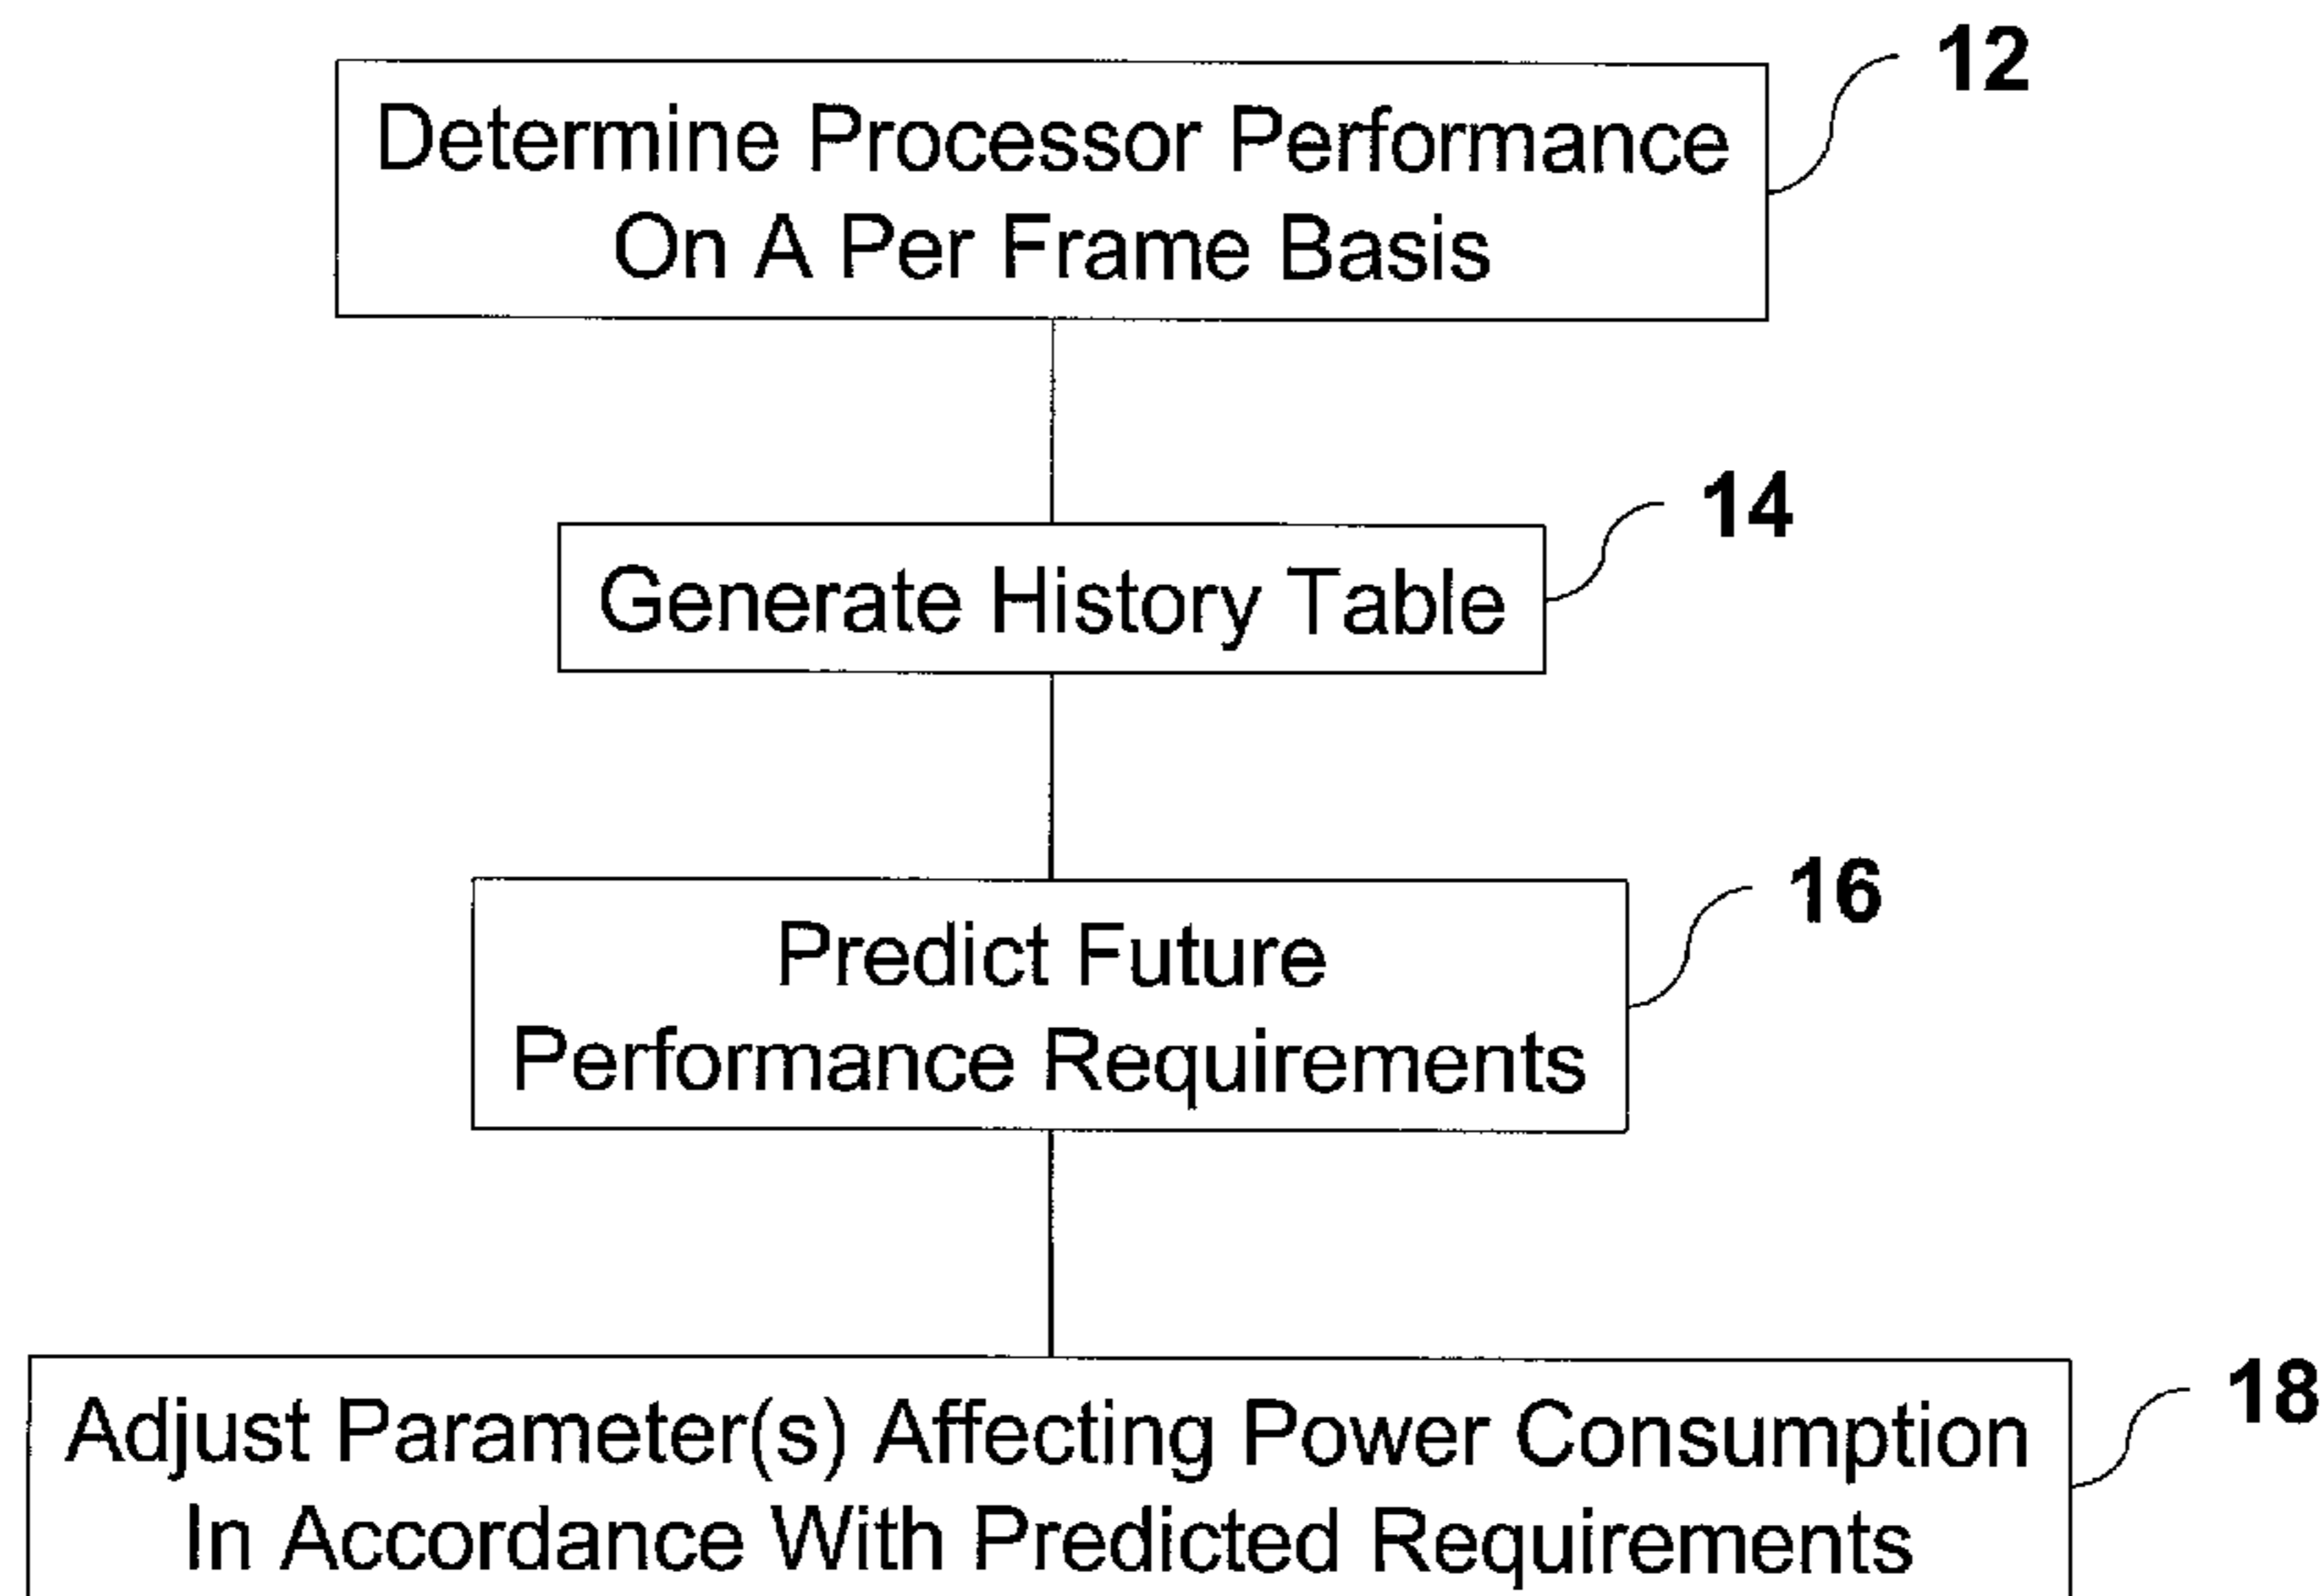 12
Determine Processor Performance
On A Per Frame Basis
14
Generate History Table
16
Predict Future
Performance Requirements
18
Adjust Parameter(s) Affecting Power Consumption
In Accordance With Predicted Requirements